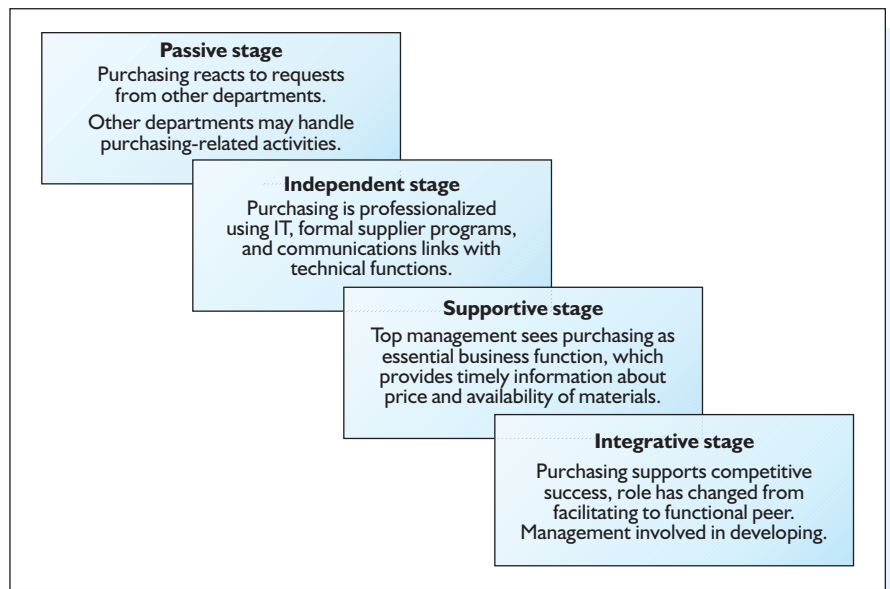 Passive stage
Purchasing reacts to requests
from other departments.
Other departments may handle
purchasing-related activities.
Independent stage
Purchasing is professionalized
using IT, formal supplier programs,
and communications links with
technical functions.
Supportive stage
Top management sees purchasing as
essential business function, which
provides timely information about
price and availability of materials.
Integrative stage
Purchasing supports competitive
success, role has changed from
facilitating to functional peer.
Management involved in developing.